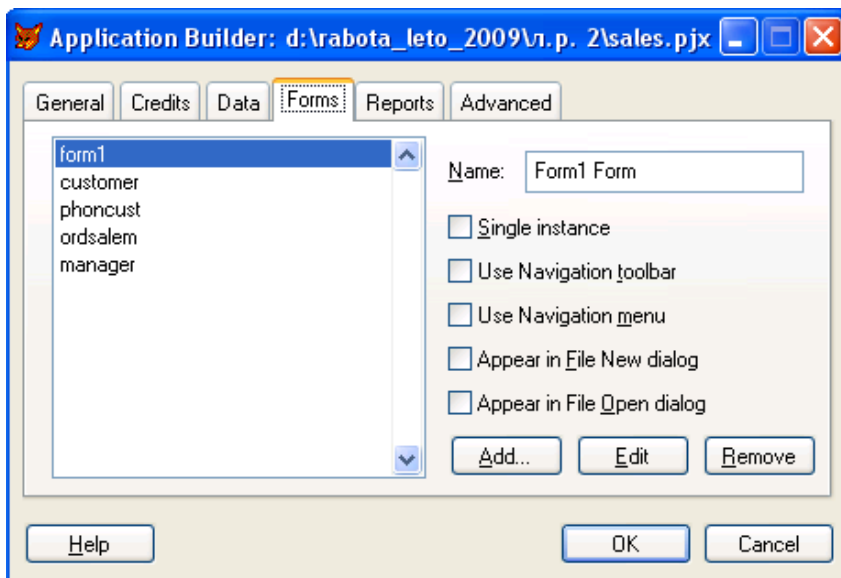 Application Builder: d:\rabota_leto_2009\л.р. 2\sales.pjx
General Credits Data Forms Reports Advanced
form1
customer
phoncust
ordsalem
manager
Name: Form1 Form
Single instance
Use Navigation toolbar
Use Navigation menu
Appear in File New dialog
Appear in File Open dialog
Add... Edit Remove
Help OK Cancel